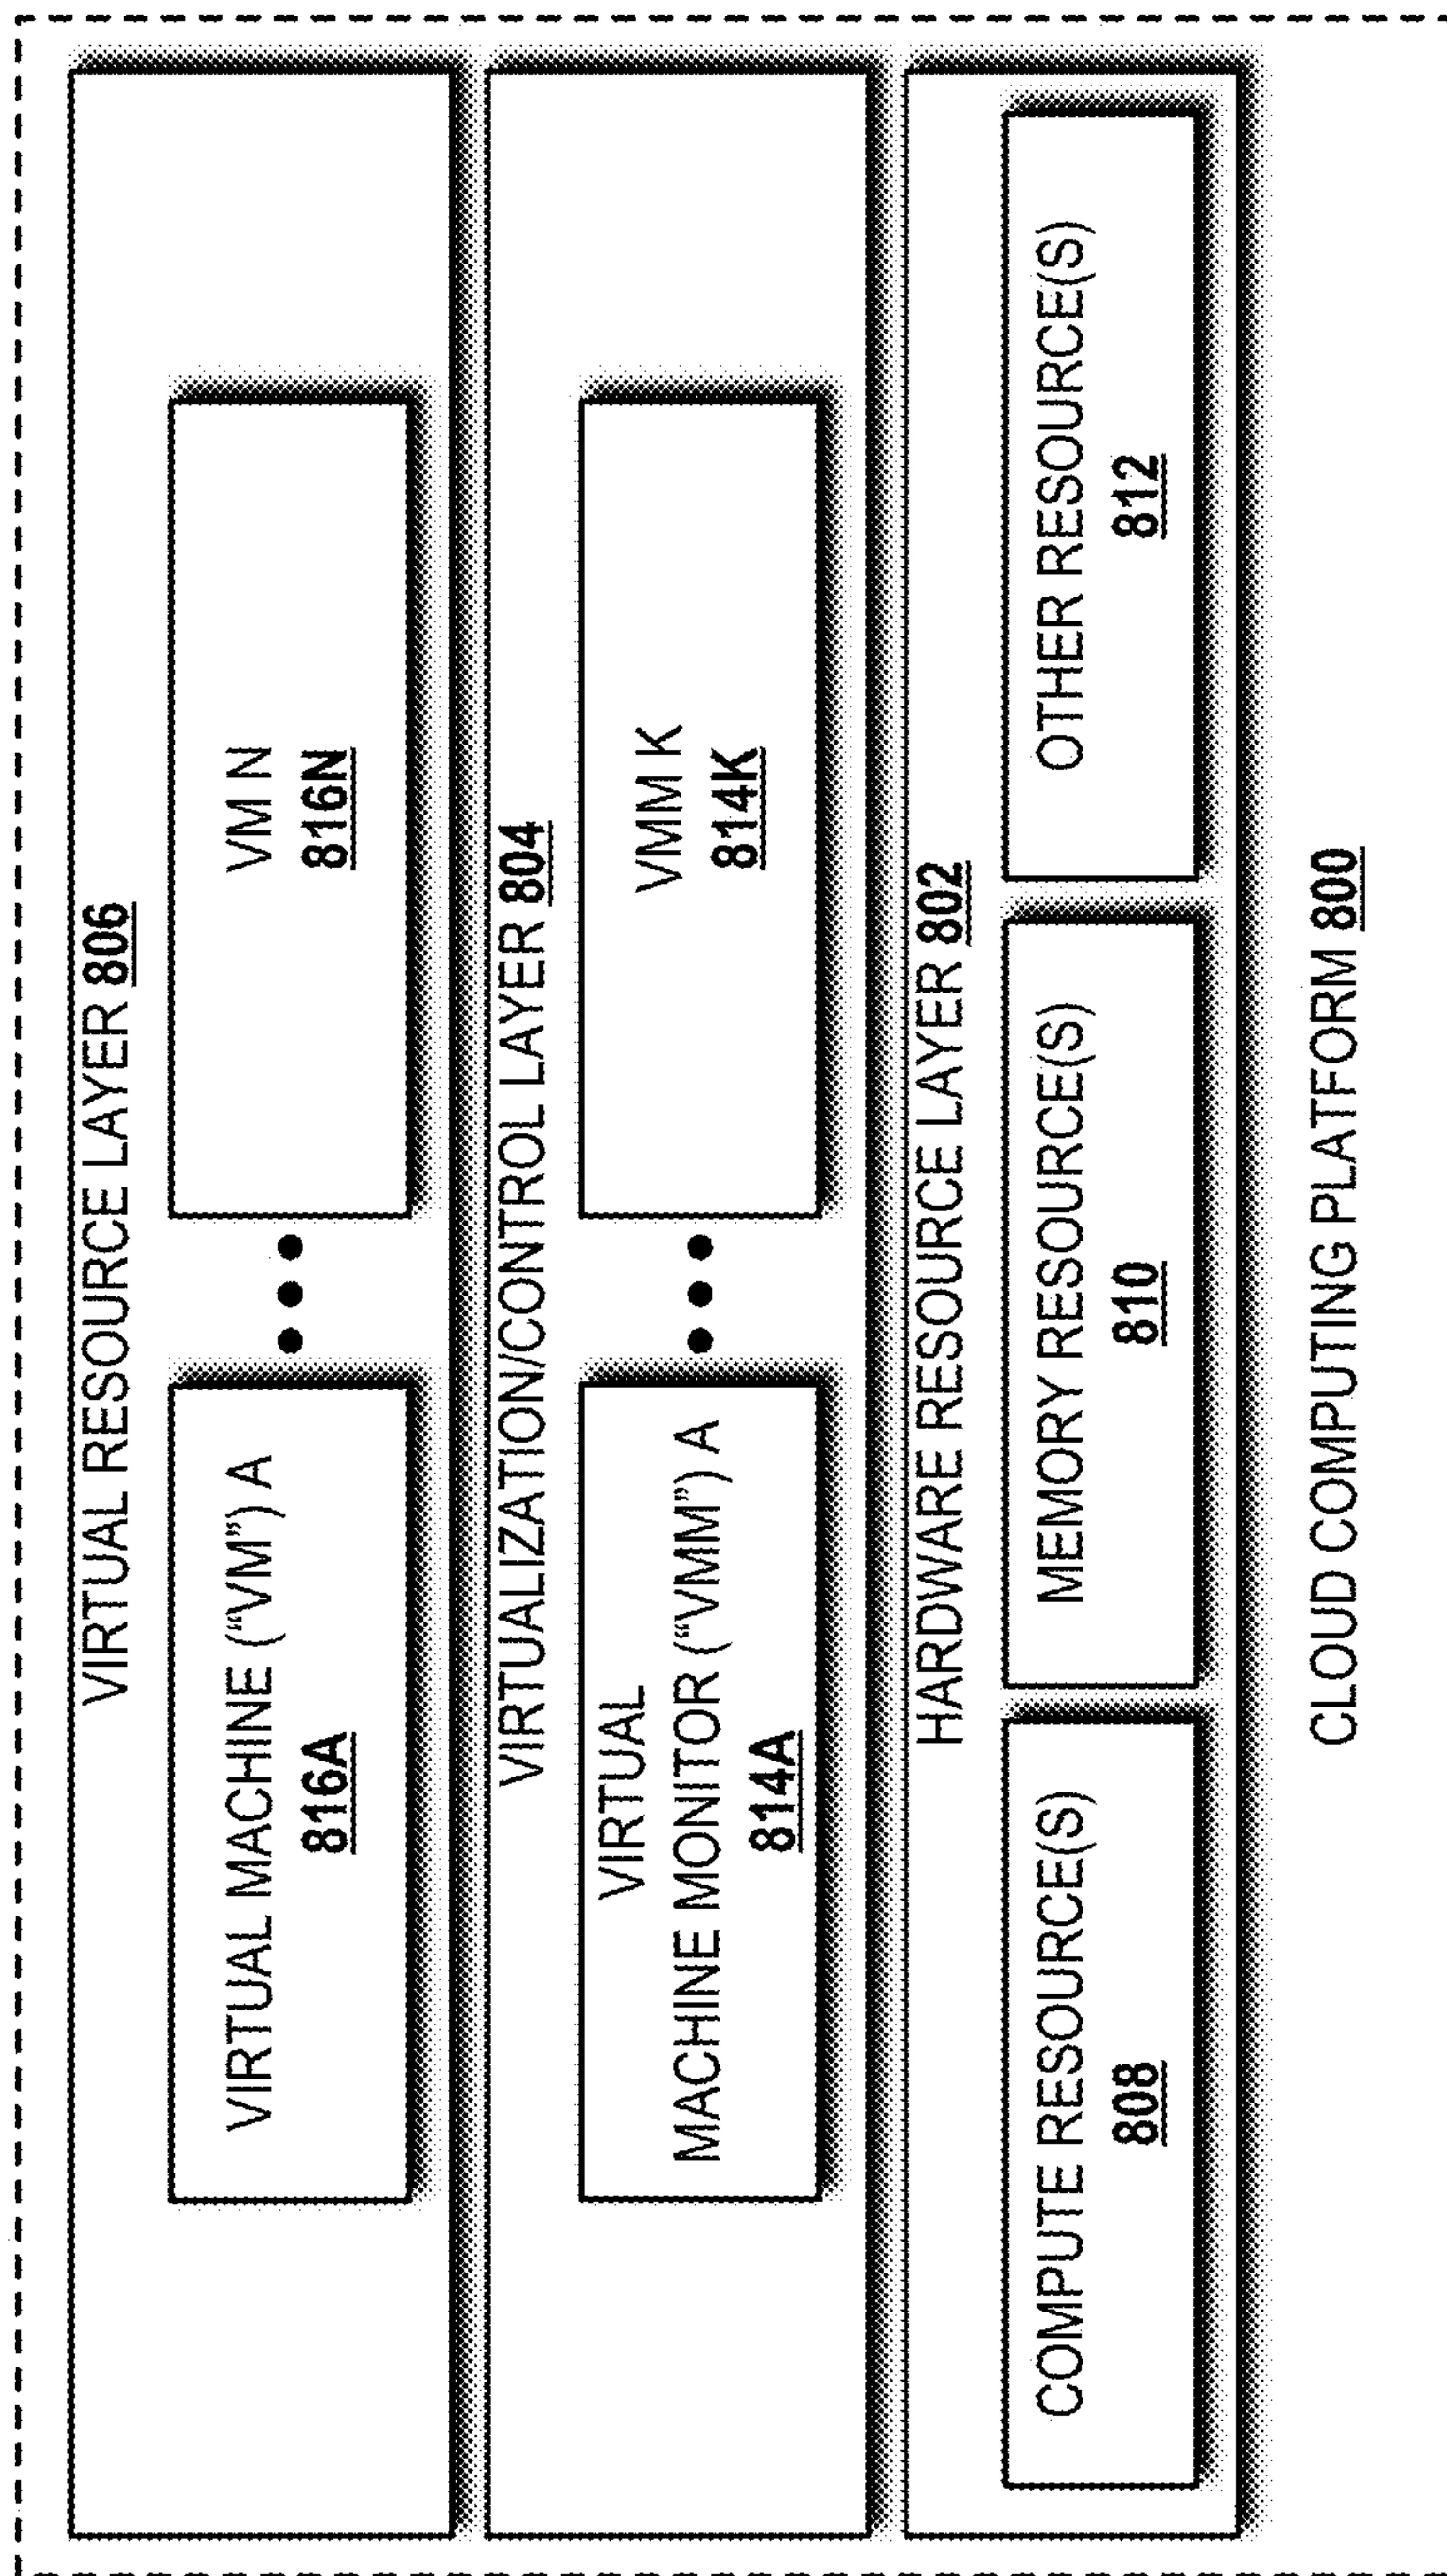 VIRTUAL RESOURCE LAYER 806
VIRTUAL MACHINE (“VM”) A
816A
VM N
816N
VIRTUALIZATION/CONTROL LAYER 804
VIRTUAL
MACHINE MONITOR (“VMM”) A
814A
VMM K
814K
HARDWARE RESOURCE LAYER 802
COMPUTE RESOURCE(S)
808
MEMORY RESOURCE(S)
810
OTHER RESOURCE(S)
812
CLOUD COMPUTING PLATFORM 800